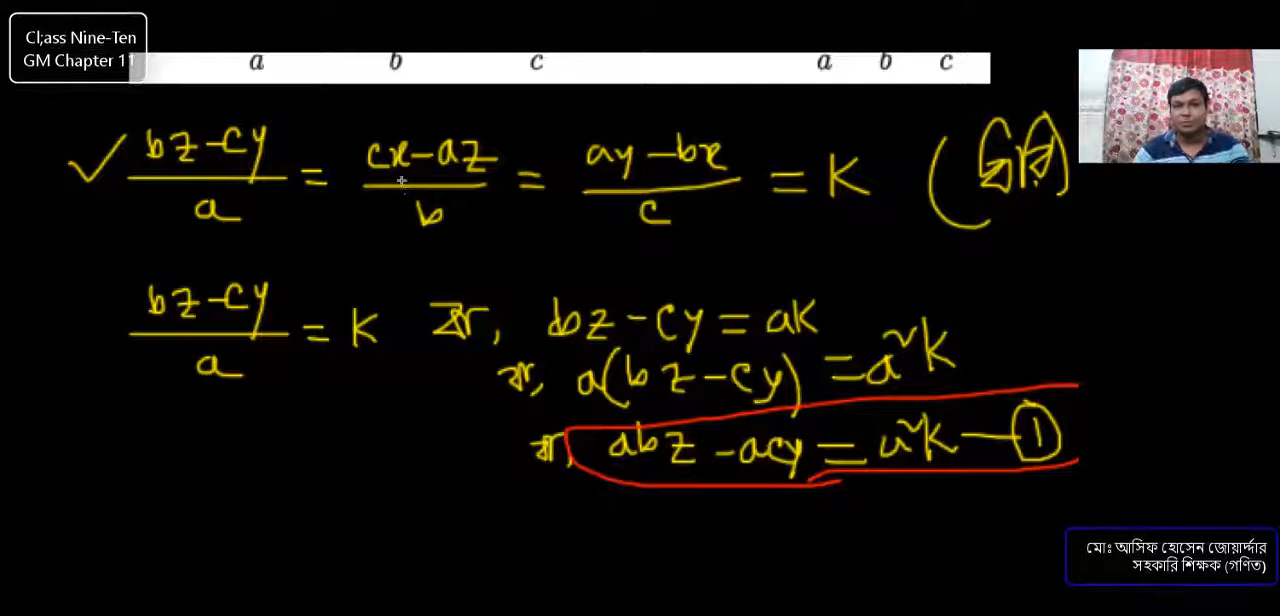 Cl;ass Nine-Ten
GM Chapter 11
a b c a b c
(bz-cy)/a = (cx-az)/b = (ay-bx)/c = K (ধরি)
(bz-cy)/a = K বা, bz-cy = aK
বা, a(bz-cy) = a²K
বা, abz-acy = a²K — ①
মোঃ আসিফ হোসেন জোয়ার্দ্দার
সহকারি শিক্ষক (গণিত)